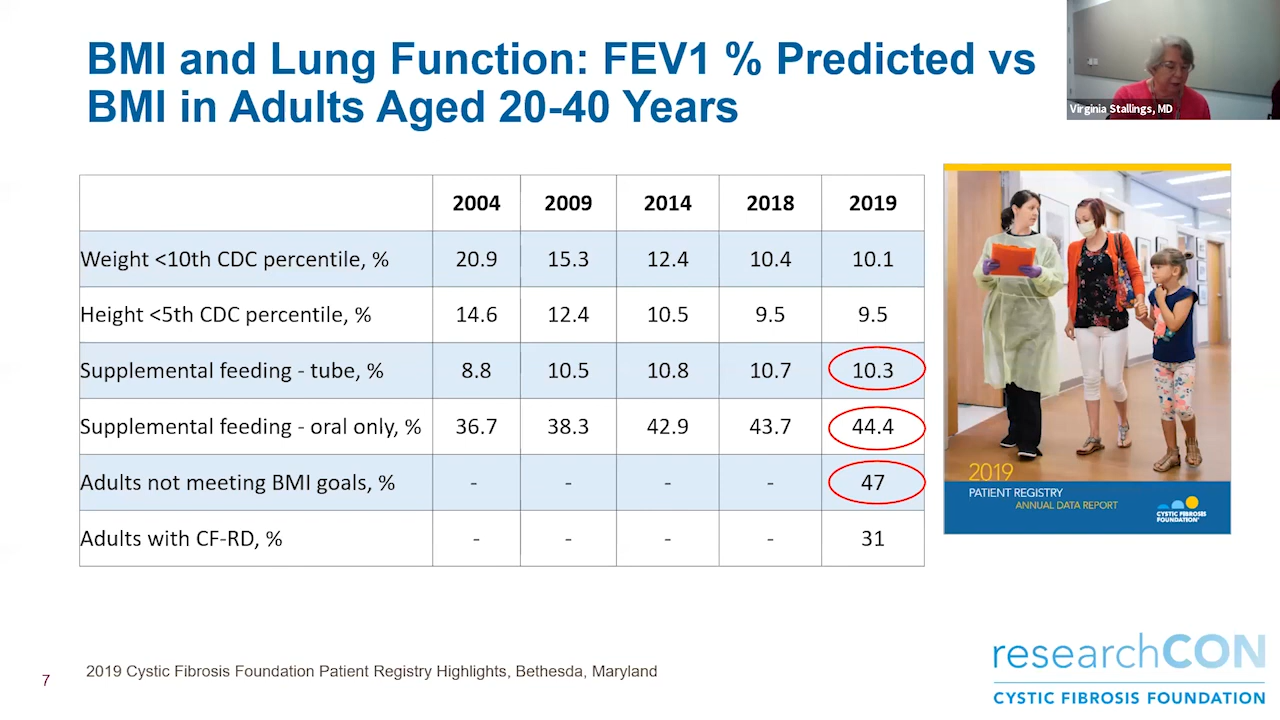 BMI and Lung Function: FEV1 % Predicted vs
BMI in Adults Aged 20-40 Years
Virginia Stallings, MD
2004 2009 2014 2018 2019
Weight <10th CDC percentile, % 20.9 15.3 12.4 10.4 10.1
Height <5th CDC percentile, % 14.6 12.4 10.5 9.5 9.5
Supplemental feeding - tube, % 8.8 10.5 10.8 10.7 10.3
Supplemental feeding - oral only, % 36.7 38.3 42.9 43.7 44.4
Adults not meeting BMI goals, % - - - - 47
Adults with CF-RD, % - - - - 31
2019
PATIENT REGISTRY
ANNUAL DATA REPORT
CYSTIC FIBROSIS
FOUNDATION
7
2019 Cystic Fibrosis Foundation Patient Registry Highlights, Bethesda, Maryland
researchCON
CYSTIC FIBROSIS FOUNDATION